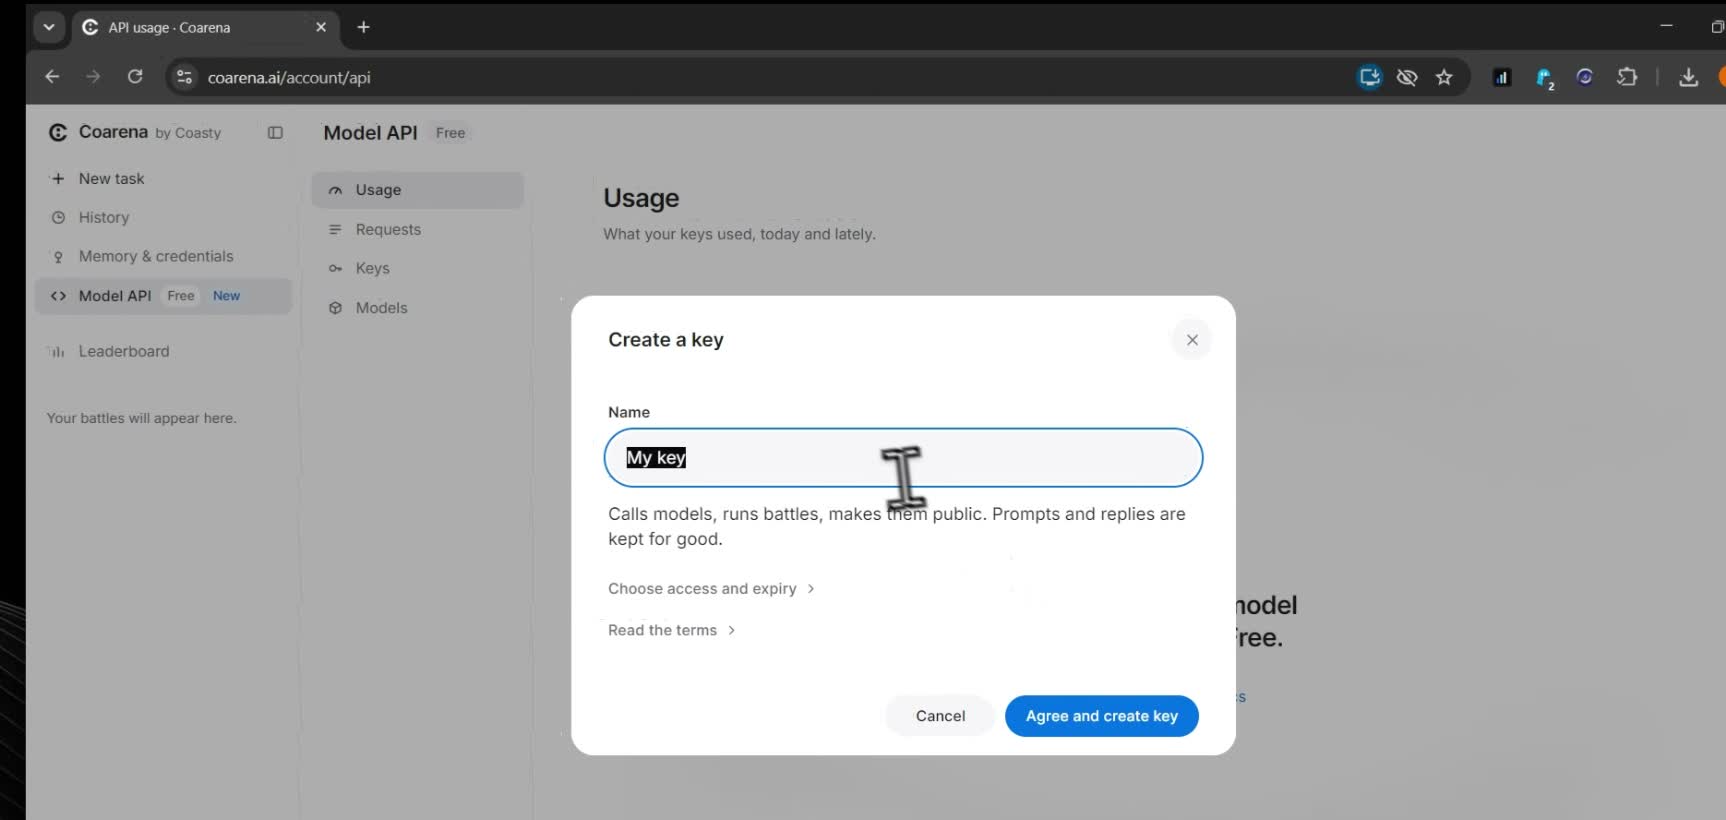 API usage · Coarena
coarena.ai/account/api
2
Coarena by Coasty
Model API Free
New task
History
Memory & credentials
Model API Free New
Leaderboard
Your battles will appear here.
Usage
Requests
Keys
Models
Usage
What your keys used, today and lately.
Create a key
Name
My key
Calls models, runs battles, makes them public. Prompts and replies are
kept for good.
Choose access and expiry
Read the terms
Cancel
Agree and create key